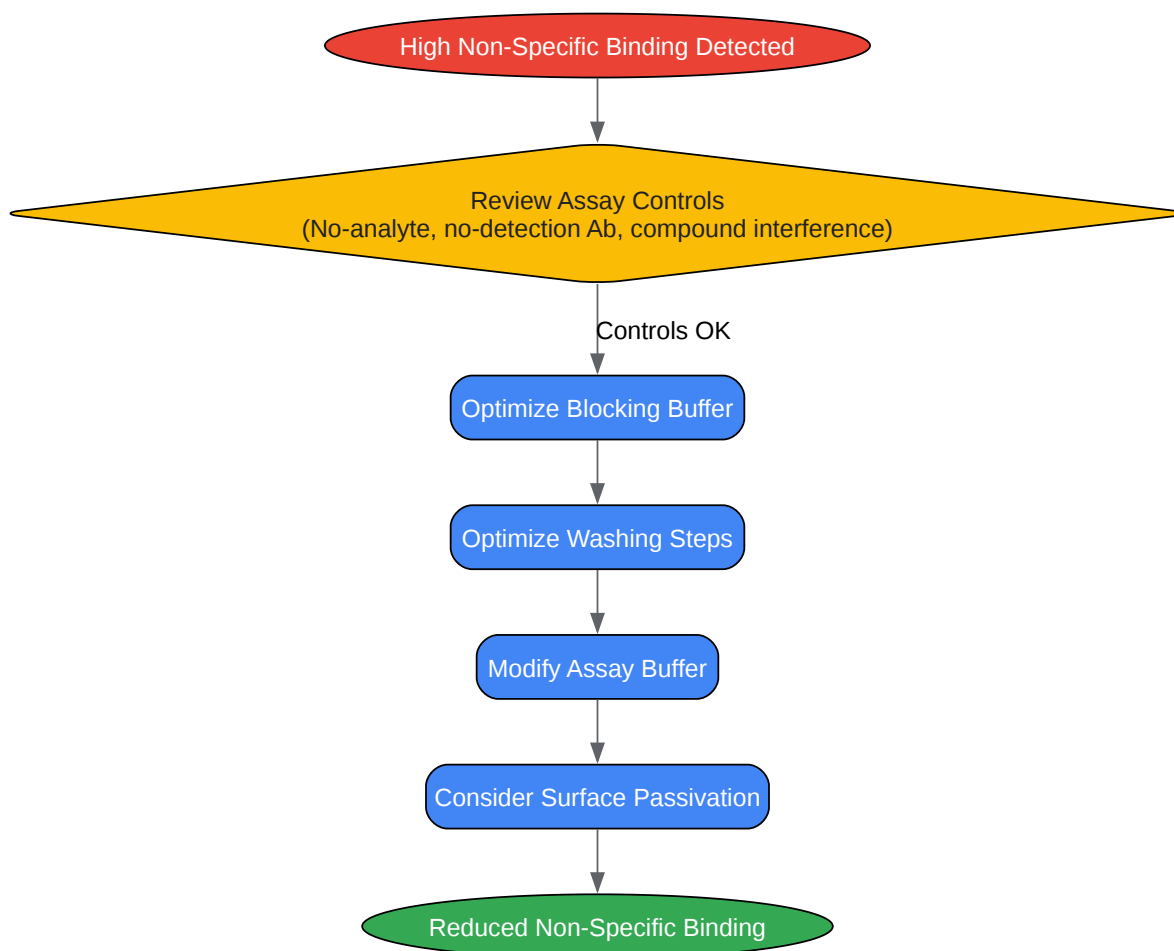 High Non-Specific Binding Detected
Review Assay Controls
(No-analyte, no-detection Ab, compound interference)
Controls OK
Optimize Blocking Buffer
Optimize Washing Steps
Modify Assay Buffer
Consider Surface Passivation
Reduced Non-Specific Binding